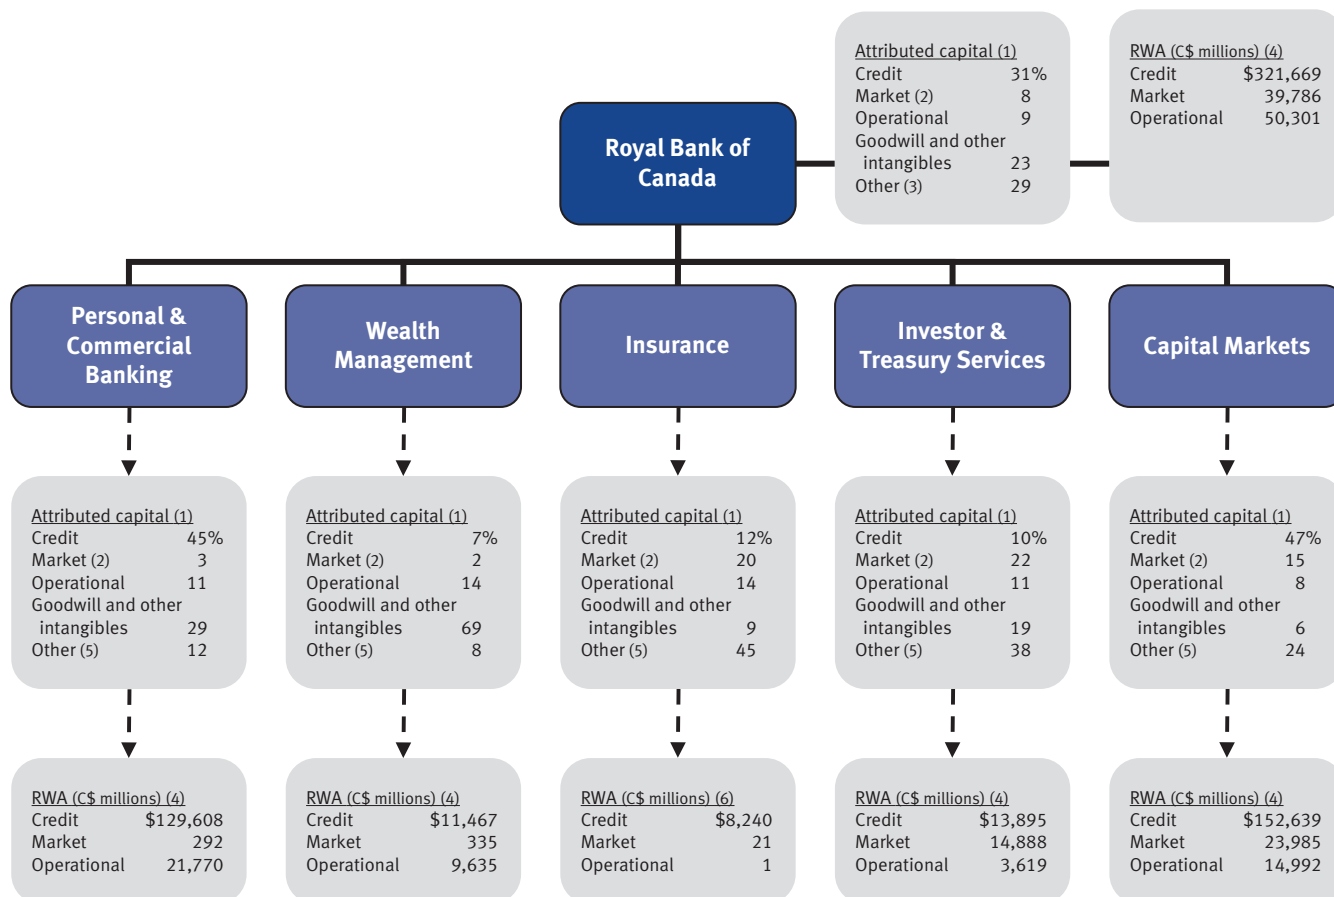 Attributed capital (1)
Credit 31%
Market (2) 8
Operational 9
Goodwill and other
intangibles 23
Other (3) 29
RWA (C$ millions) (4)
Credit $321,669
Market 39,786
Operational 50,301
Royal Bank of
Canada
Personal &
Commercial
Banking
Wealth
Management
Insurance
Investor &
Treasury Services
Capital Markets
Attributed capital (1)
Credit 45%
Market (2) 3
Operational 11
Goodwill and other
intangibles 29
Other (5) 12
Attributed capital (1)
Credit 7%
Market (2) 2
Operational 14
Goodwill and other
intangibles 69
Other (5) 8
Attributed capital (1)
Credit 12%
Market (2) 20
Operational 14
Goodwill and other
intangibles 9
Other (5) 45
Attributed capital (1)
Credit 10%
Market (2) 22
Operational 11
Goodwill and other
intangibles 19
Other (5) 38
Attributed capital (1)
Credit 47%
Market (2) 15
Operational 8
Goodwill and other
intangibles 6
Other (5) 24
RWA (C$ millions) (4)
Credit $129,608
Market 292
Operational 21,770
RWA (C$ millions) (4)
Credit $11,467
Market 335
Operational 9,635
RWA (C$ millions) (6)
Credit $8,240
Market 21
Operational 1
RWA (C$ millions) (4)
Credit $13,895
Market 14,888
Operational 3,619
RWA (C$ millions) (4)
Credit $152,639
Market 23,985
Operational 14,992